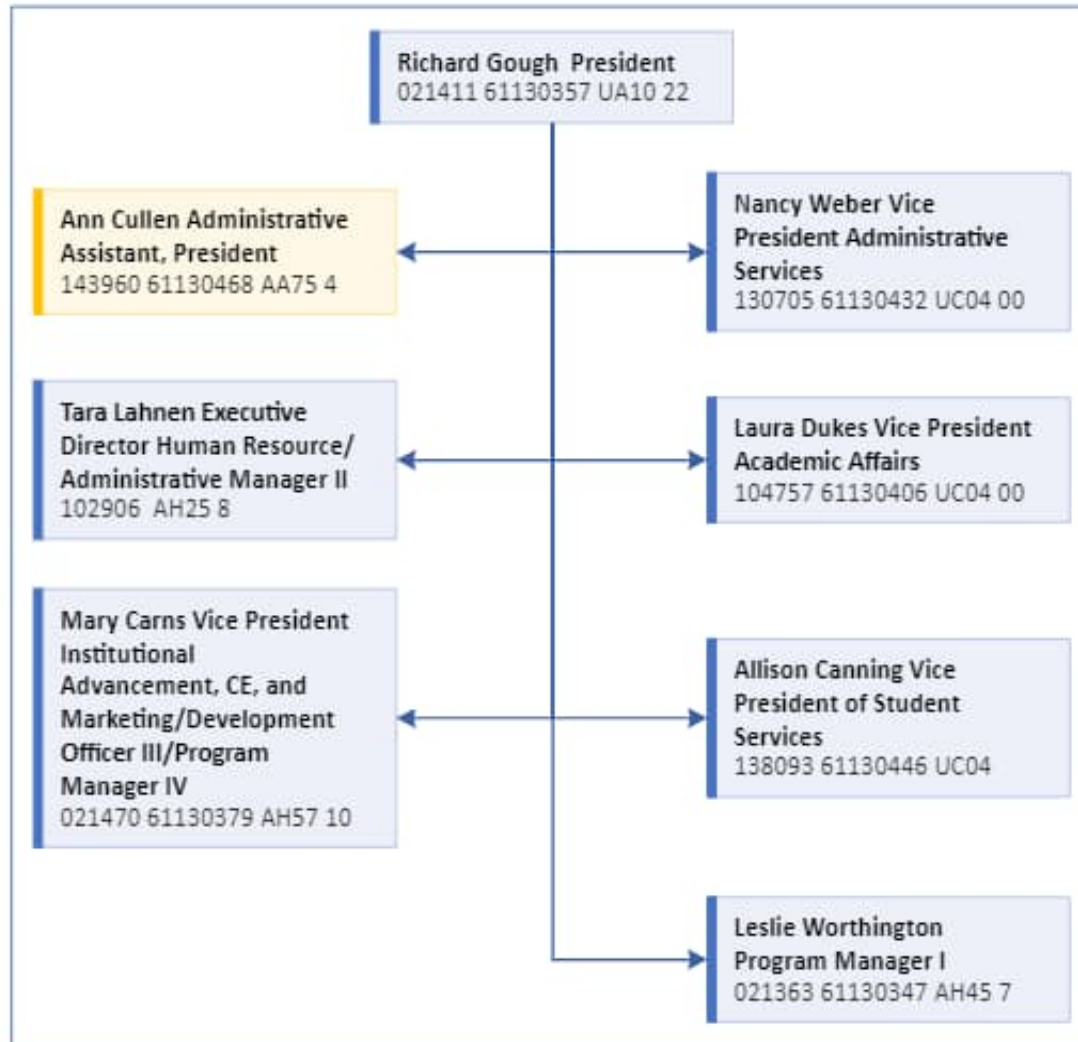 Richard Gough  President
021411 61130357 UA10 22
Ann Cullen Administrative
Assistant, President
143960 61130468 AA75 4
Nancy Weber Vice
President Administrative
Services
130705 61130432 UC04 00
Tara Lahnen Executive
Director Human Resource/
Administrative Manager II
102906  AH25 8
Laura Dukes Vice President
Academic Affairs
104757 61130406 UC04 00
Mary Carns Vice President
Institutional
Advancement, CE, and
Marketing/Development
Officer III/Program
Manager IV
021470 61130379 AH57 10
Allison Canning Vice
President of Student
Services
138093 61130446 UC04
Leslie Worthington
Program Manager I
021363 61130347 AH45 7